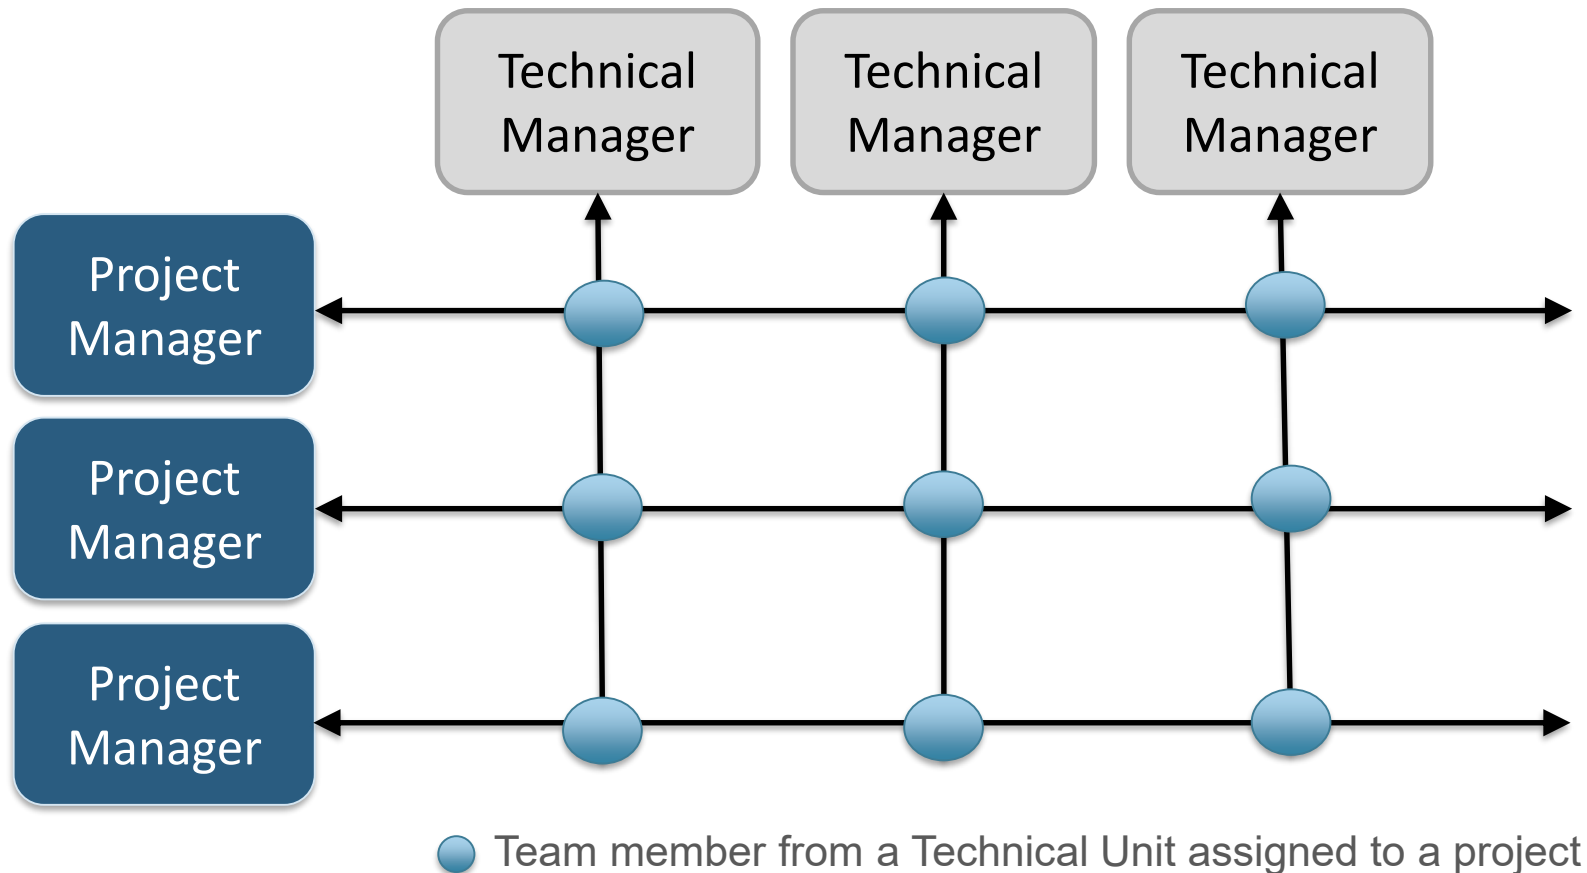 Technical
Manager
Technical
Manager
Technical
Manager
Project
Manager
Project
Manager
Project
Manager
Team member from a Technical Unit assigned to a project